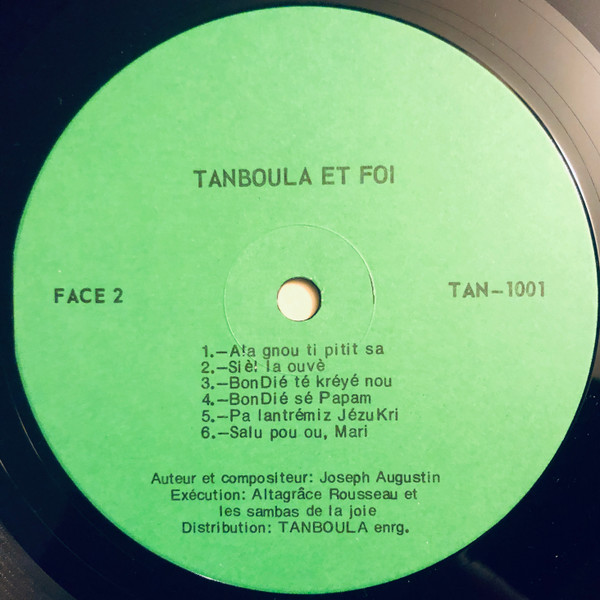 TANBOULA ET FOI
FACE 2
TAN-1001
1.-Ala gnou ti pitit sa
2.-Sièl la ouvè
3.-BonDié té kréyé nou
4.-BonDié sé Papam
5.-Pa lantrémiz JézuKri
6.-Salu pou ou, Mari
Auteur et compositeur: Joseph Augustin
Exécution: Altagrâce Rousseau et
les sambas de la joie
Distribution: TANBOULA enrg.